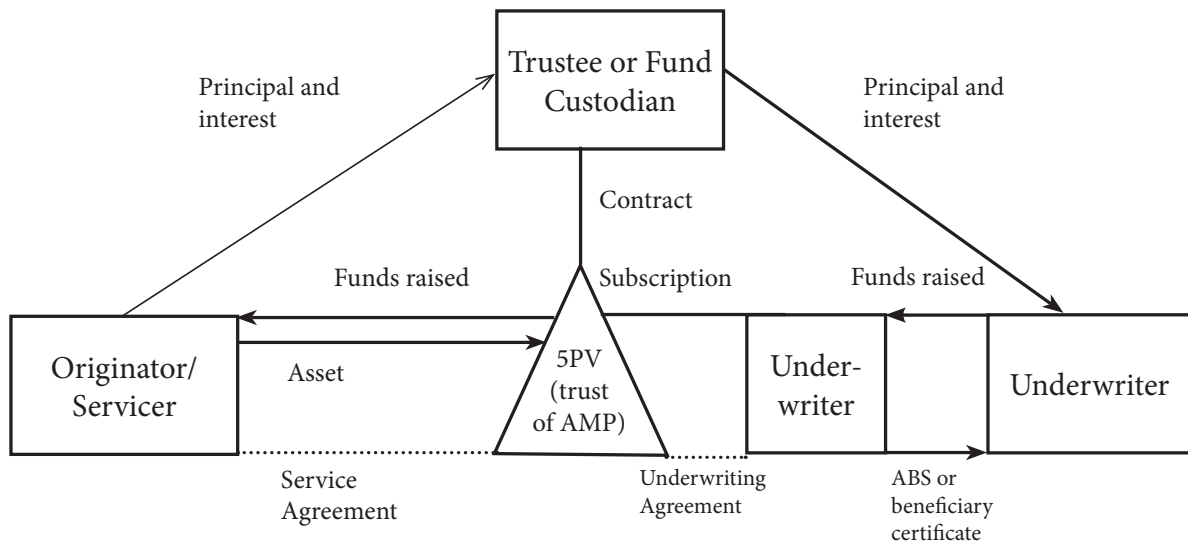 Trustee or Fund
Custodian
Principal and
interest
Principal and
interest
Contract
Funds raised
Subscription
Funds raised
Originator/
Servicer
Asset
5PV
(trust
of AMP)
Under-
writer
Underwriter
Service
Agreement
Underwriting
Agreement
ABS or
beneficiary
certificate